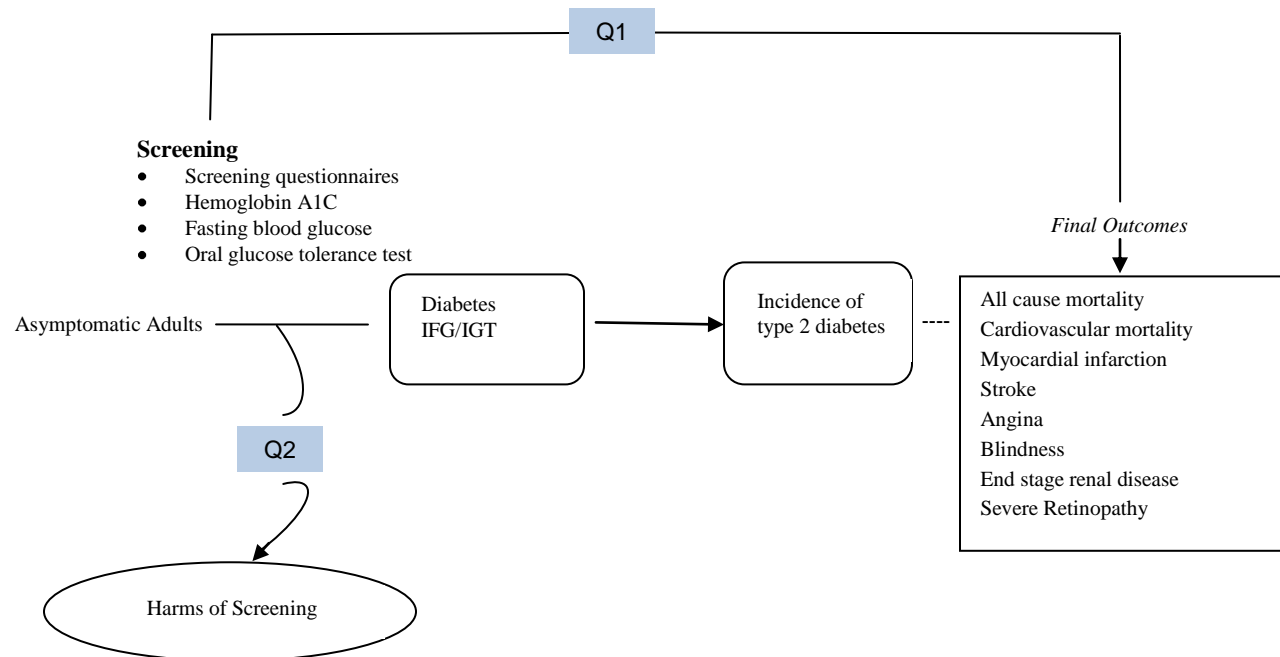 Q1
Screening
• Screening questionnaires
• Hemoglobin A1C
• Fasting blood glucose
• Oral glucose tolerance test
Final Outcomes
Asymptomatic Adults
Diabetes
IFG/IGT
Incidence of
type 2 diabetes
All cause mortality
Cardiovascular mortality
Myocardial infarction
Stroke
Angina
Blindness
End stage renal disease
Severe Retinopathy
Q2
Harms of Screening